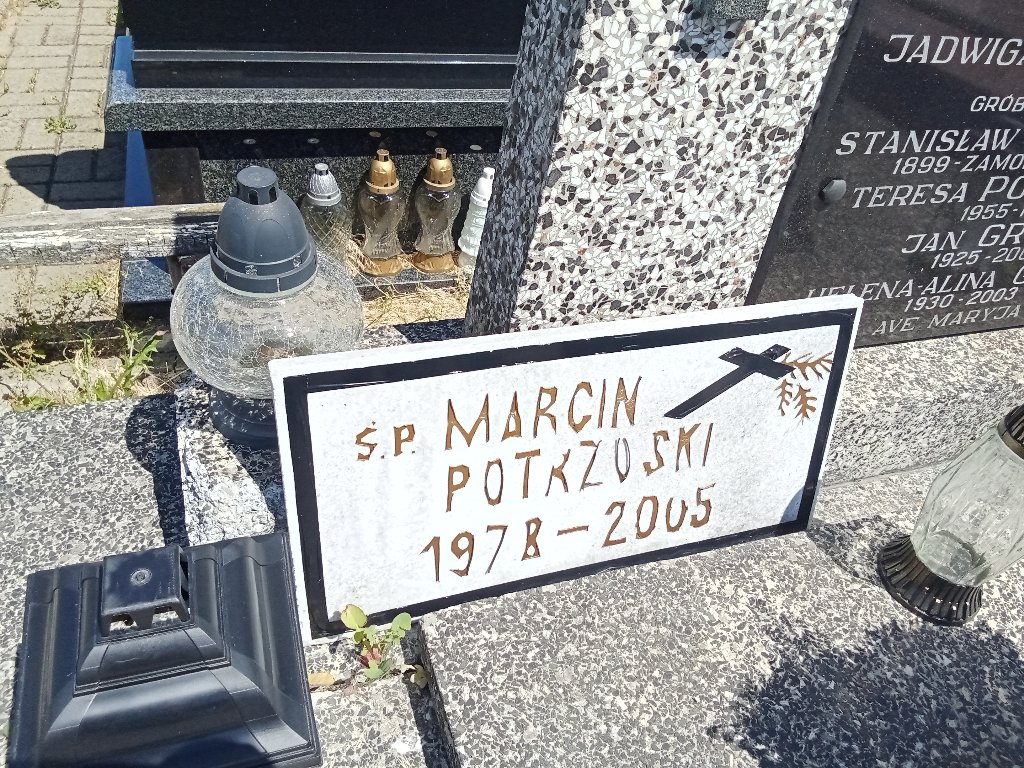 Ś.P. MARCIN
POTRZUSKI
1978 – 2005
JADWIGA
GRÓB
STANISŁAW
1899-ZAMO
TERESA PO
1955-
JAN GR
1925-200
HELENA-ALINA
1930-2003
AVE MARYJA